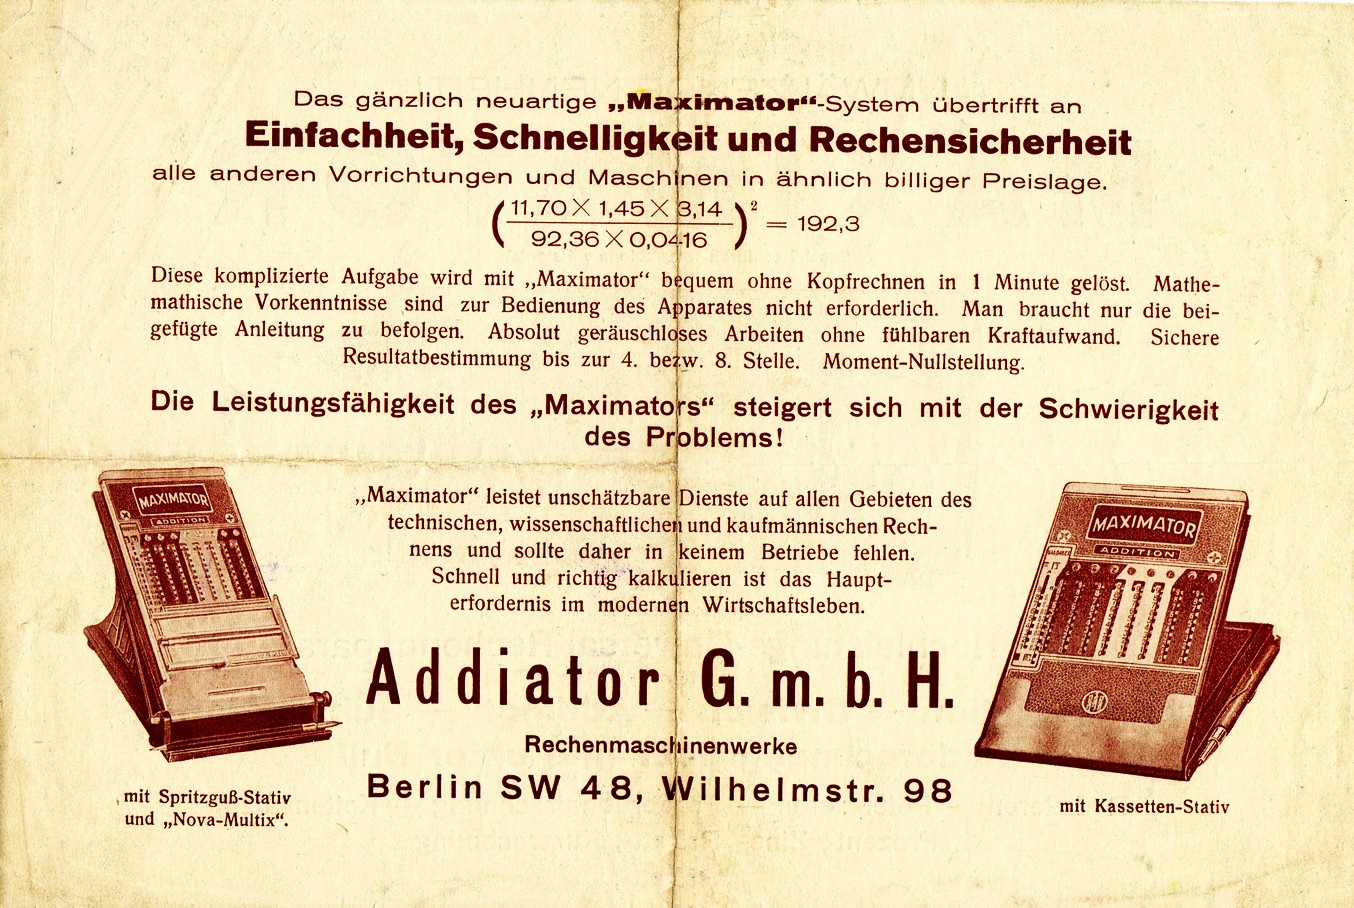 Das gänzlich neuartige „Maximator“-System übertrifft an
Einfachheit, Schnelligkeit und Rechensicherheit
alle anderen Vorrichtungen und Maschinen in ähnlich billiger Preislage.
(11,70 × 1,45 × 3,14
92,36 × 0,0416)² = 192,3
Diese komplizierte Aufgabe wird mit „Maximator“ bequem ohne Kopfrechnen in 1 Minute gelöst. Mathe-
mathische Vorkenntnisse sind zur Bedienung des Apparates nicht erforderlich. Man braucht nur die bei-
gefügte Anleitung zu befolgen. Absolut geräuschloses Arbeiten ohne fühlbaren Kraftaufwand. Sichere
Resultatbestimmung bis zur 4. bezw. 8. Stelle. Moment-Nullstellung.
Die Leistungsfähigkeit des „Maximators“ steigert sich mit der Schwierigkeit
des Problems!
MAXIMATOR
ADDITION
„Maximator“ leistet unschätzbare Dienste auf allen Gebieten des
technischen, wissenschaftlichen und kaufmännischen Rech-
nens und sollte daher in keinem Betriebe fehlen.
Schnell und richtig kalkulieren ist das Haupt-
erfordernis im modernen Wirtschaftsleben.
MAXIMATOR
ADDITION
Addiator G. m. b. H.
Rechenmaschinenwerke
Berlin SW 48, Wilhelmstr. 98
mit Spritzguß-Stativ
und „Nova-Multix“.
mit Kassetten-Stativ